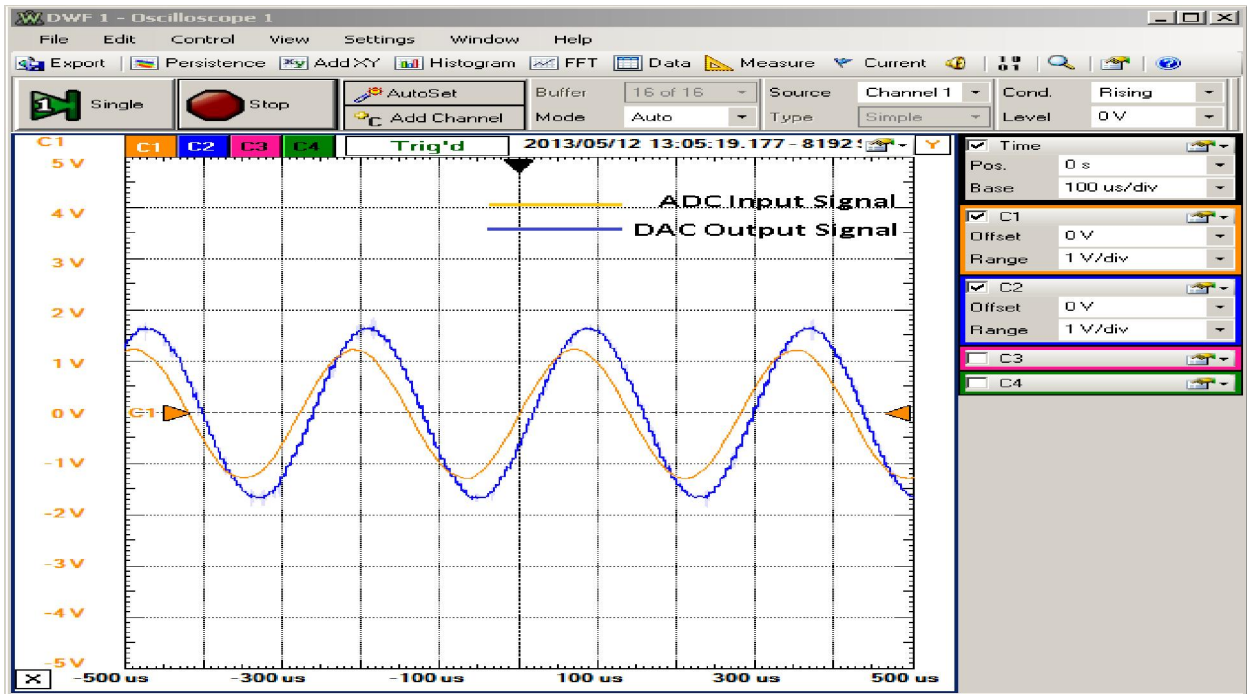 DWF 1 - Oscilloscope 1
File Edit Control View Settings Window Help
Export Persistence Add XY Histogram FFT Data Measure Current
1 Single Stop AutoSet Buffer 16 of 16 Source Channel 1 Cond. Rising
C Add Channel Mode Auto Type Simple Level 0 V
C1 C1 C2 C3 C4 Trig'd 2013/05/12 13:05:19.177 - 8192 Y
5 V
4 V
3 V
2 V
1 V
0 V
-1 V
-2 V
-3 V
-4 V
-5 V
ADC Input Signal
DAC Output Signal
C1
X -500 us -300 us -100 us 100 us 300 us 500 us
Time
Pos. 0 s
Base 100 us/div
C1
Offset 0 V
Range 1 V/div
C2
Offset 0 V
Range 1 V/div
C3
C4